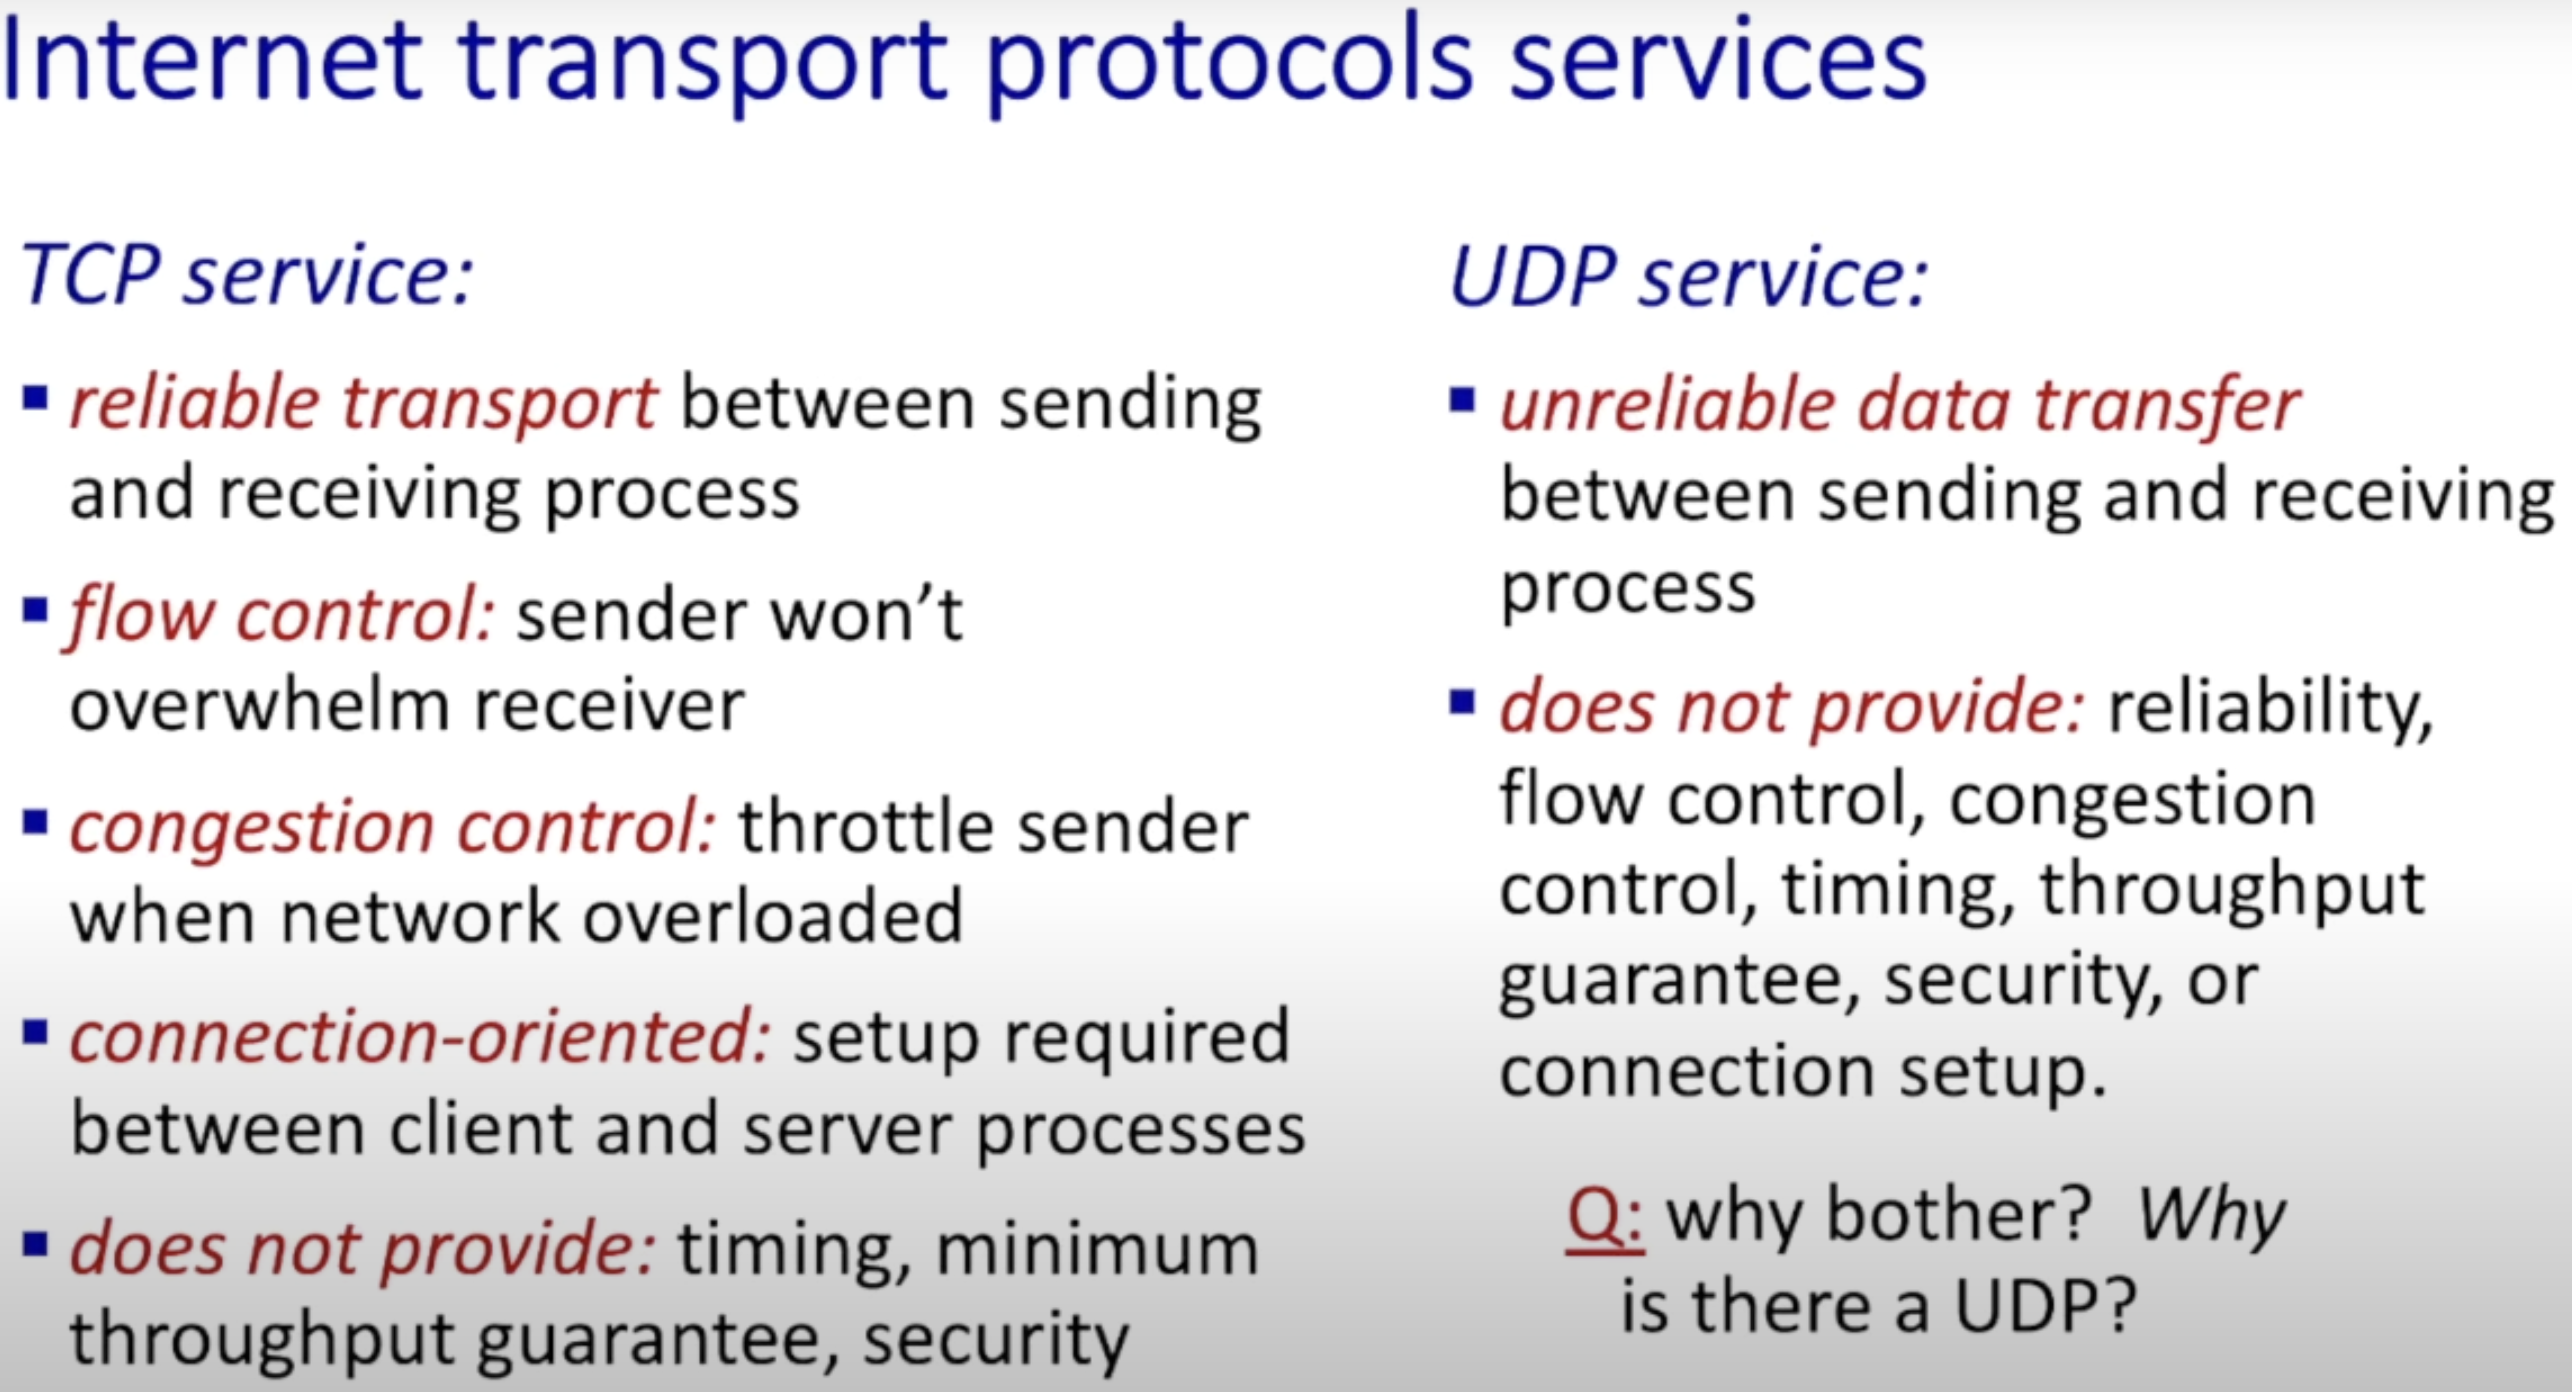 Internet transport protocols services
TCP service:
▪ reliable transport between sending
and receiving process
▪ flow control: sender won’t
overwhelm receiver
▪ congestion control: throttle sender
when network overloaded
▪ connection-oriented: setup required
between client and server processes
▪ does not provide: timing, minimum
throughput guarantee, security
UDP service:
▪ unreliable data transfer
between sending and receiving
process
▪ does not provide: reliability,
flow control, congestion
control, timing, throughput
guarantee, security, or
connection setup.
Q: why bother? Why
is there a UDP?